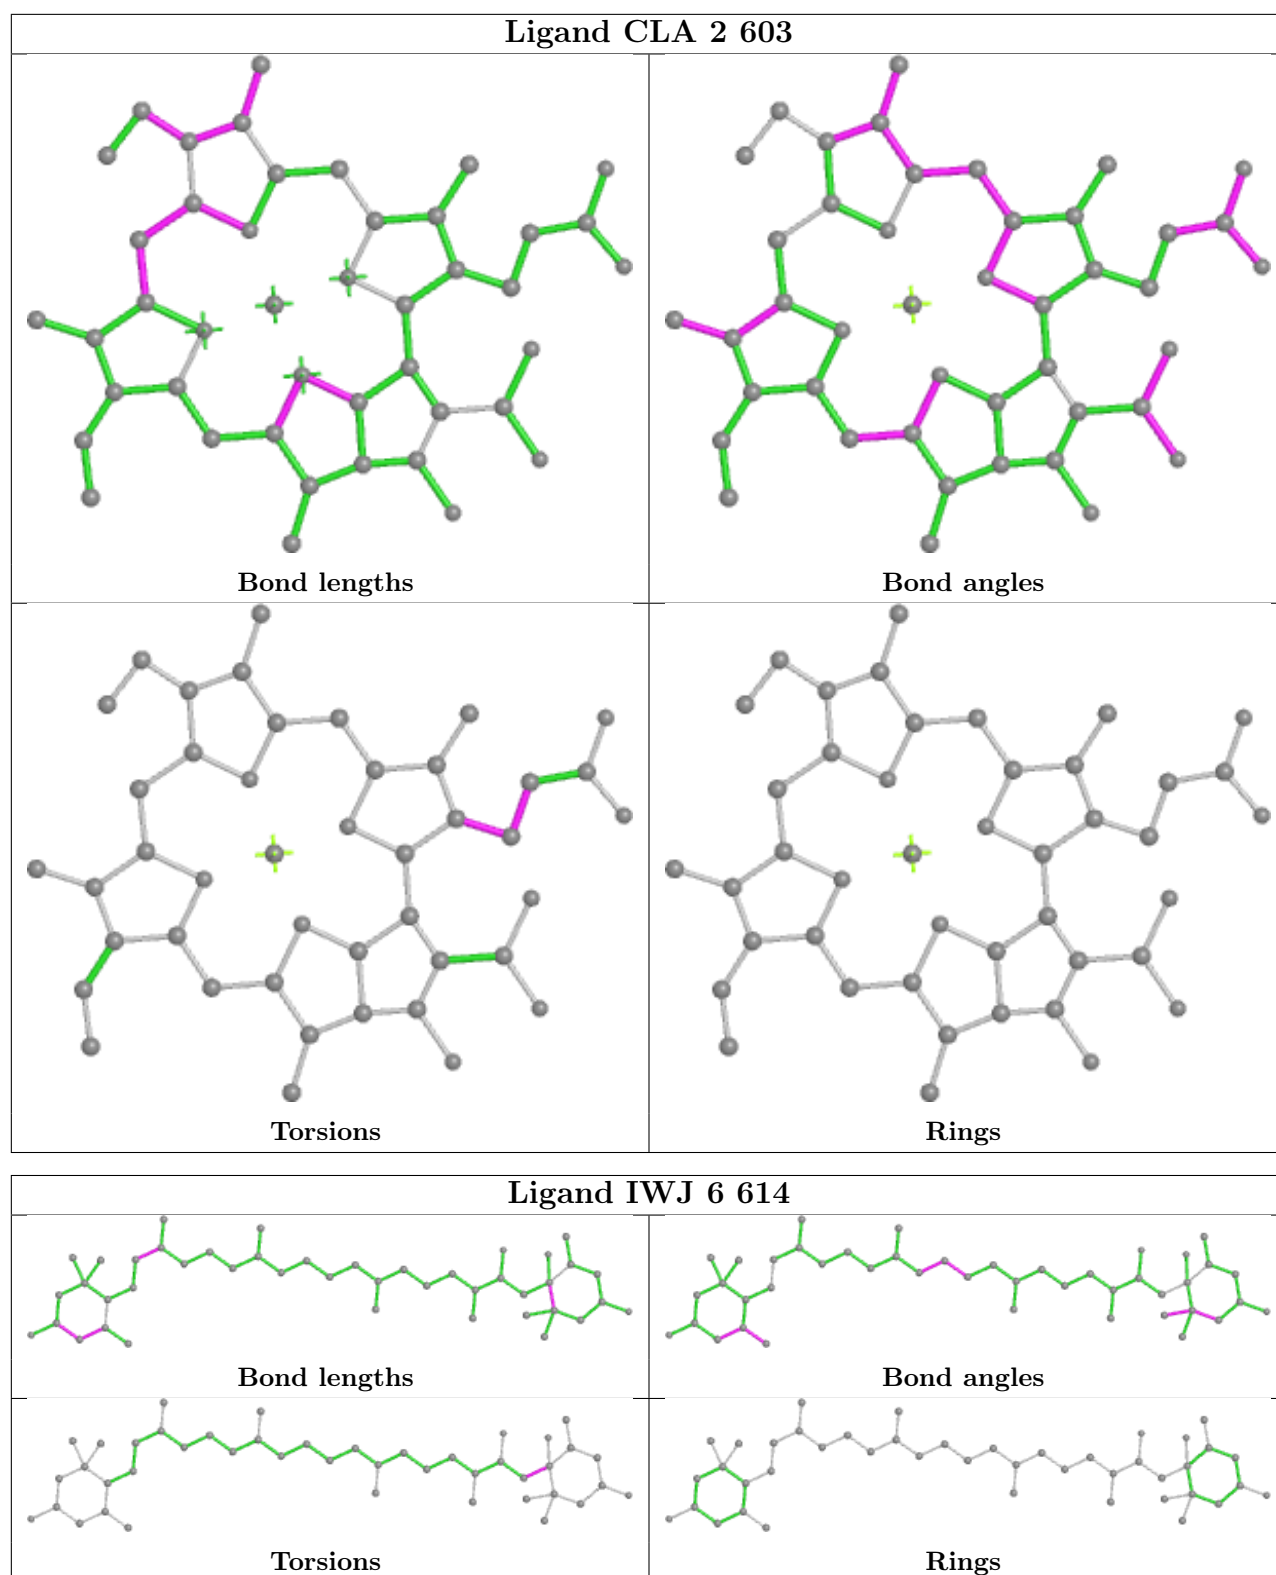 Ligand CLA 2 603
Bond lengths
Bond angles
Torsions
Rings
Ligand IWJ 6 614
Bond lengths
Bond angles
Torsions
Rings